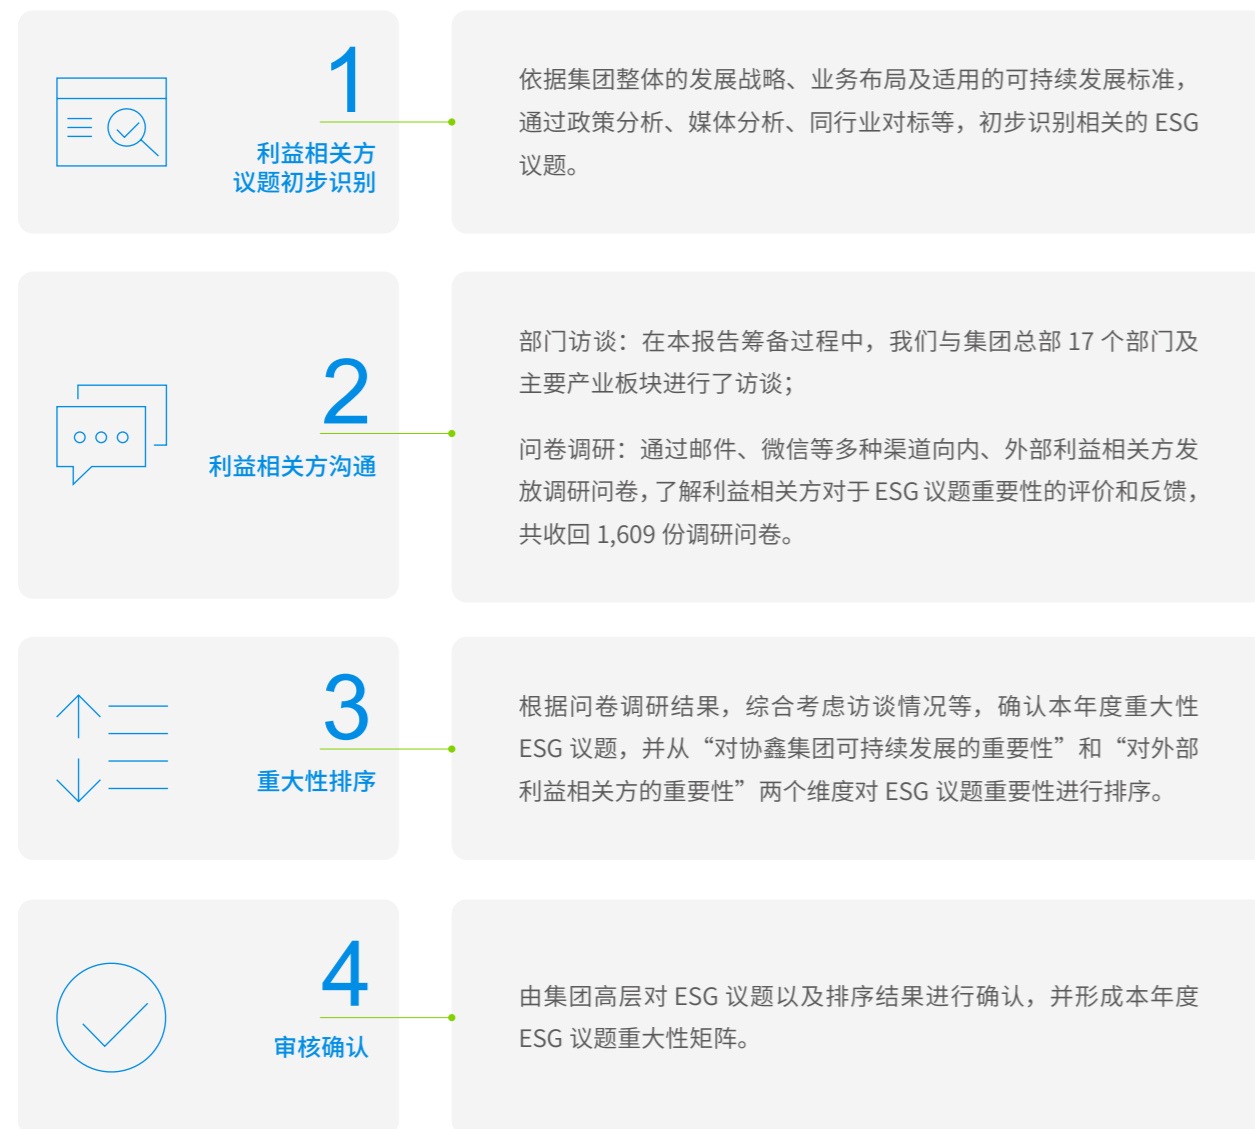 1
利益相关方
议题初步识别
依据集团整体的发展战略、业务布局及适用的可持续发展标准，
通过政策分析、媒体分析、同行业对标等，初步识别相关的 ESG
议题。
2
利益相关方沟通
部门访谈：在本报告筹备过程中，我们与集团总部 17 个部门及
主要产业板块进行了访谈；
问卷调研：通过邮件、微信等多种渠道向内、外部利益相关方发
放调研问卷，了解利益相关方对于 ESG 议题重要性的评价和反馈，
共收回 1,609 份调研问卷。
3
重大性排序
根据问卷调研结果，综合考虑访谈情况等，确认本年度重大性
ESG 议题，并从“对协鑫集团可持续发展的重要性”和“对外部
利益相关方的重要性”两个维度对 ESG 议题重要性进行排序。
4
审核确认
由集团高层对 ESG 议题以及排序结果进行确认，并形成本年度
ESG 议题重大性矩阵。